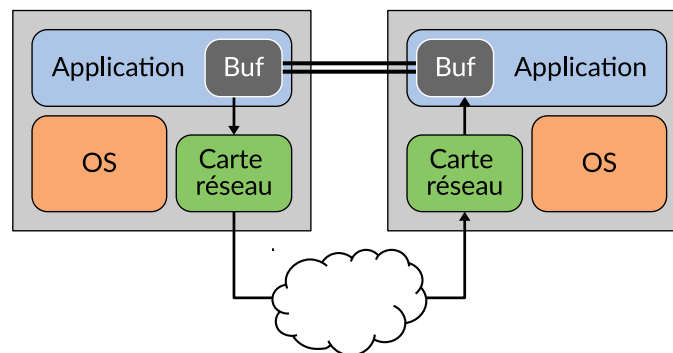 Application
Buf
Buf
Application
OS
Carte
réseau
Carte
réseau
OS